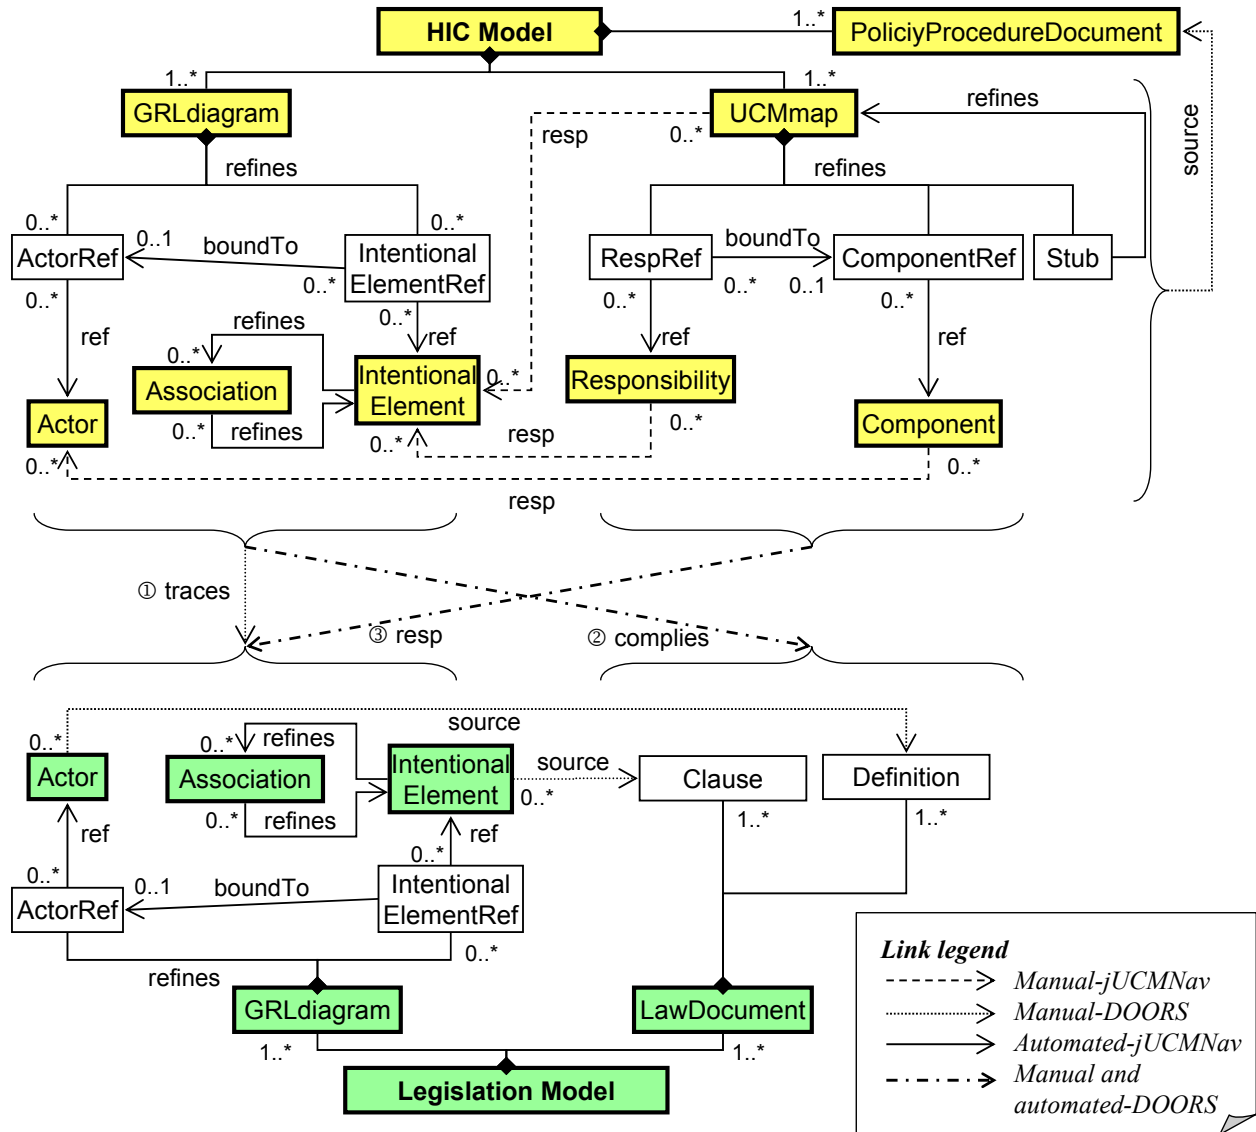 HIC Model
1..*
PoliciyProcedureDocument
1..*
1..*
GRLdiagram
UCMmap
refines
source
resp
0..*
refines
refines
0..*
0..*
ActorRef
0..1
boundTo
Intentional
ElementRef
0..*
RespRef
boundTo
ComponentRef
Stub
0..*
0..*
0..*
0..*
0..1
0..*
ref
refines
0..*
ref
ref
ref
0..*
Association
Intentional
Element
0..*
Responsibility
Actor
0..*
refines
0..*
resp
0..*
Component
0..*
0..*
resp
① traces
③ resp
② complies
source
0..*
0..*
refines
Actor
Association
Intentional
Element
source
0..*
Clause
Definition
0..*
refines
1..*
1..*
ref
ref
0..*
0..*
0..1
boundTo
Intentional
ElementRef
ActorRef
0..*
refines
GRLdiagram
LawDocument
1..*
1..*
Legislation Model
Link legend
Manual-jUCMNav
Manual-DOORS
Automated-jUCMNav
Manual and
automated-DOORS